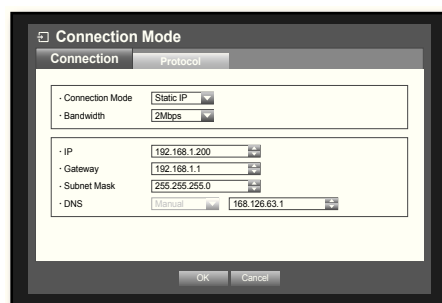 Connection Mode
Connection Protocol
· Connection Mode Static IP
· Bandwidth 2Mbps
· IP 192.168.1.200
· Gateway 192.168.1.1
· Subnet Mask 255.255.255.0
· DNS Manual 168.126.63.1
OK Cancel